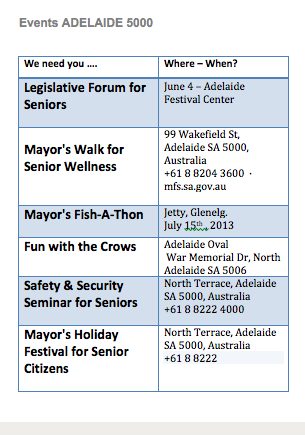 Events ADELAIDE 5000
We need you ....
Where – When?
Legislative Forum for
Seniors
June 4 – Adelaide
Festival Center
Mayor's Walk for
Senior Wellness
99 Wakefield St,
Adelaide SA 5000,
Australia
+61 8 8204 3600 ·
mfs.sa.gov.au
Mayor's Fish-A-Thon
Jetty, Glenelg.
July 15th 2013
Fun with the Crows
Adelaide Oval
War Memorial Dr, North
Adelaide SA 5006
Safety & Security
Seminar for Seniors
North Terrace, Adelaide
SA 5000, Australia
+61 8 8222 4000
Mayor's Holiday
Festival for Senior
Citizens
North Terrace, Adelaide
SA 5000, Australia
+61 8 8222